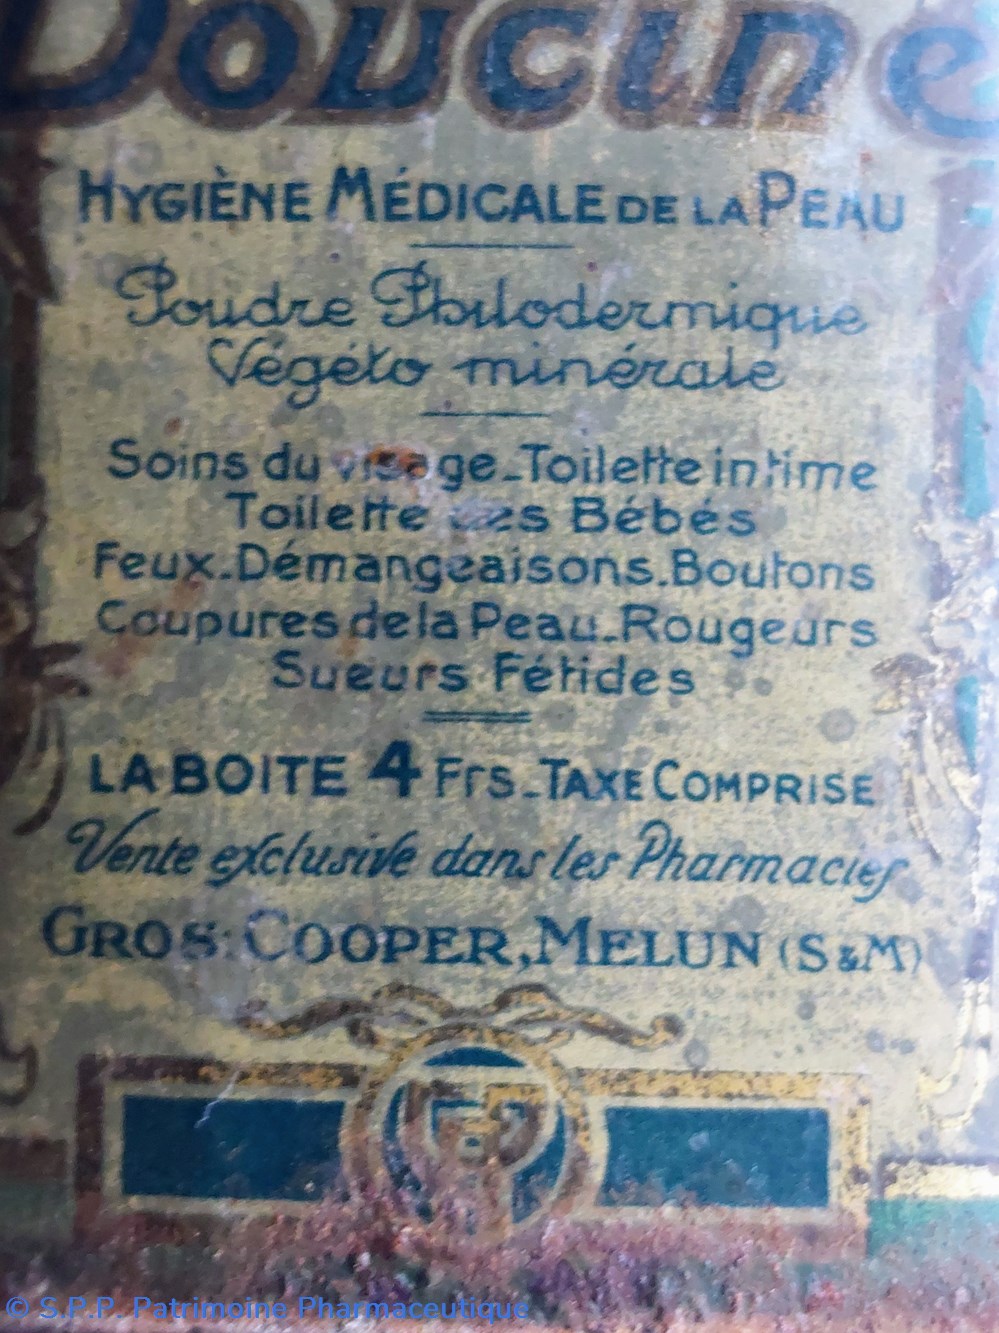 Doucine
HYGIÈNE MÉDICALE DE LA PEAU
Poudre Philodermique
Végéto minérale
Soins du visage_Toilette intime
Toilette des Bébés
Feux_Démangeaisons_Boutons
Coupures de la Peau_Rougeurs
Sueurs Fétides
LA BOITE 4 Frs_TAXE COMPRISE
Vente exclusive dans les Pharmacies
GROS: COOPER, MELUN (S & M)
© S.P.P. Patrimoine Pharmaceutique